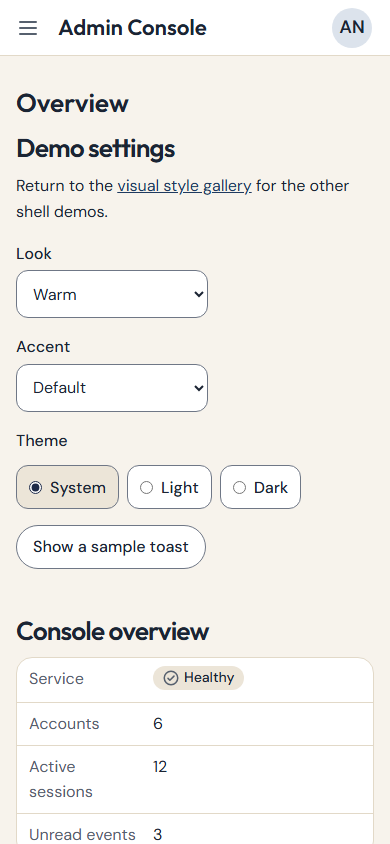 Admin Console
AN
Overview
Demo settings
Return to the visual style gallery for the other
shell demos.
Look
Warm
Accent
Default
Theme
System
Light
Dark
Show a sample toast
Console overview
Service
Healthy
Accounts
6
Active
sessions
12
Unread events
3